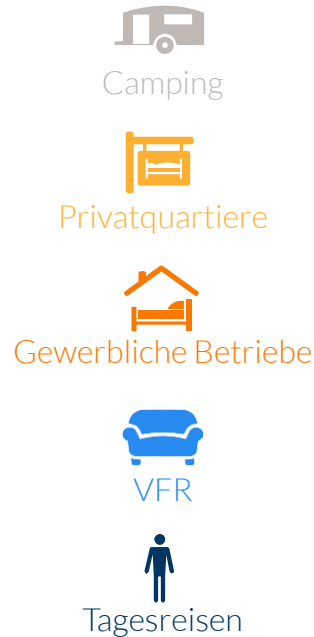 Camping
Privatquartiere
Gewerbliche Betriebe
VFR
Tagesreisen